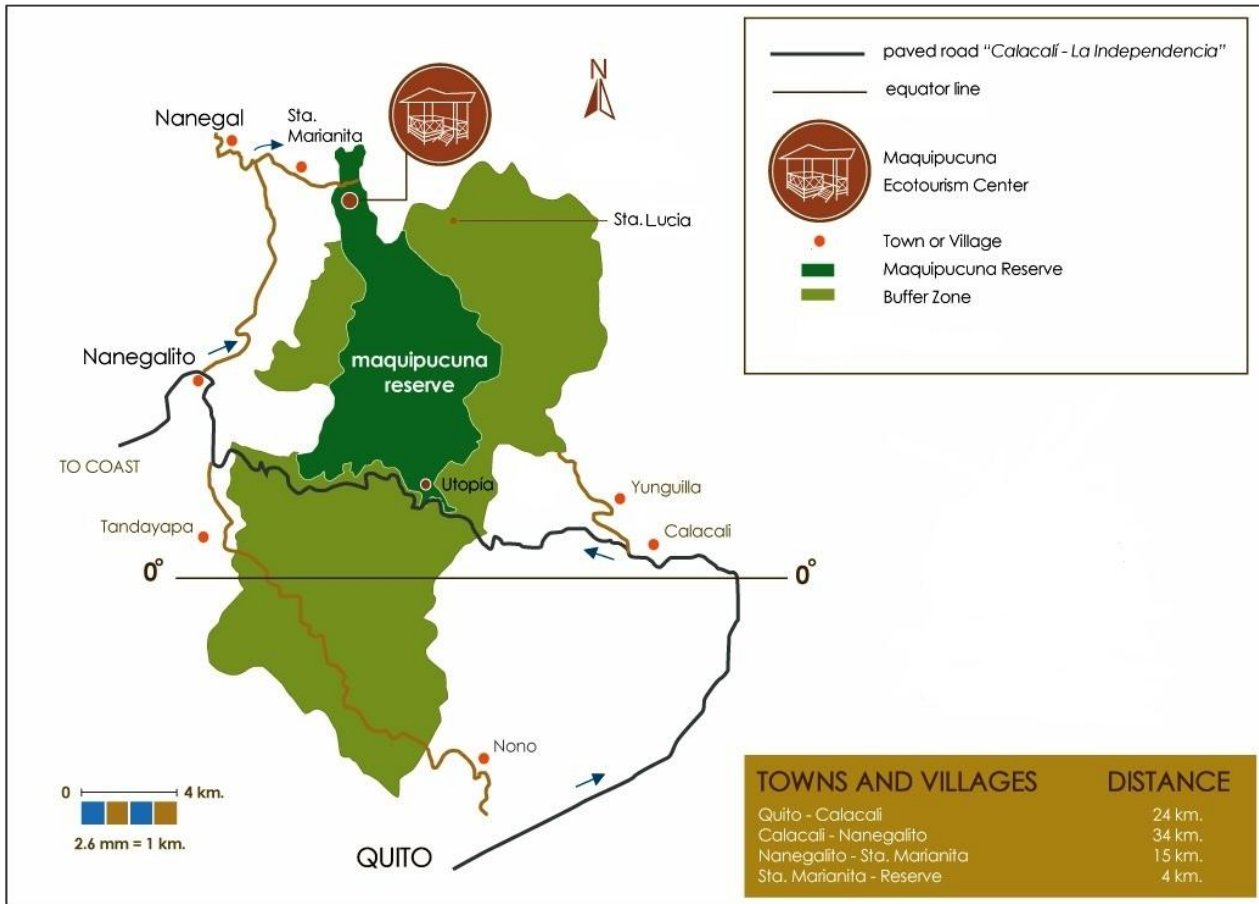 N
Nanegal
Sta.
Marianita
Sta. Lucia
maquipucuna
reserve
Nanegalito
TO COAST
Utopía
Yunguilla
Tandayapa
Calacali
0°
0°
Nono
0
4 km.
2.6 mm = 1 km.
QUITO
paved road “Calacalí - La Independencia”
equator line
Maquipucuna
Ecotourism Center
Town or Village
Maquipucuna Reserve
Buffer Zone
TOWNS AND VILLAGES DISTANCE
Quito - Calacali 24 km.
Calacali - Nanegalito 34 km.
Nanegalito - Sta. Marianita 15 km.
Sta. Marianita - Reserve 4 km.